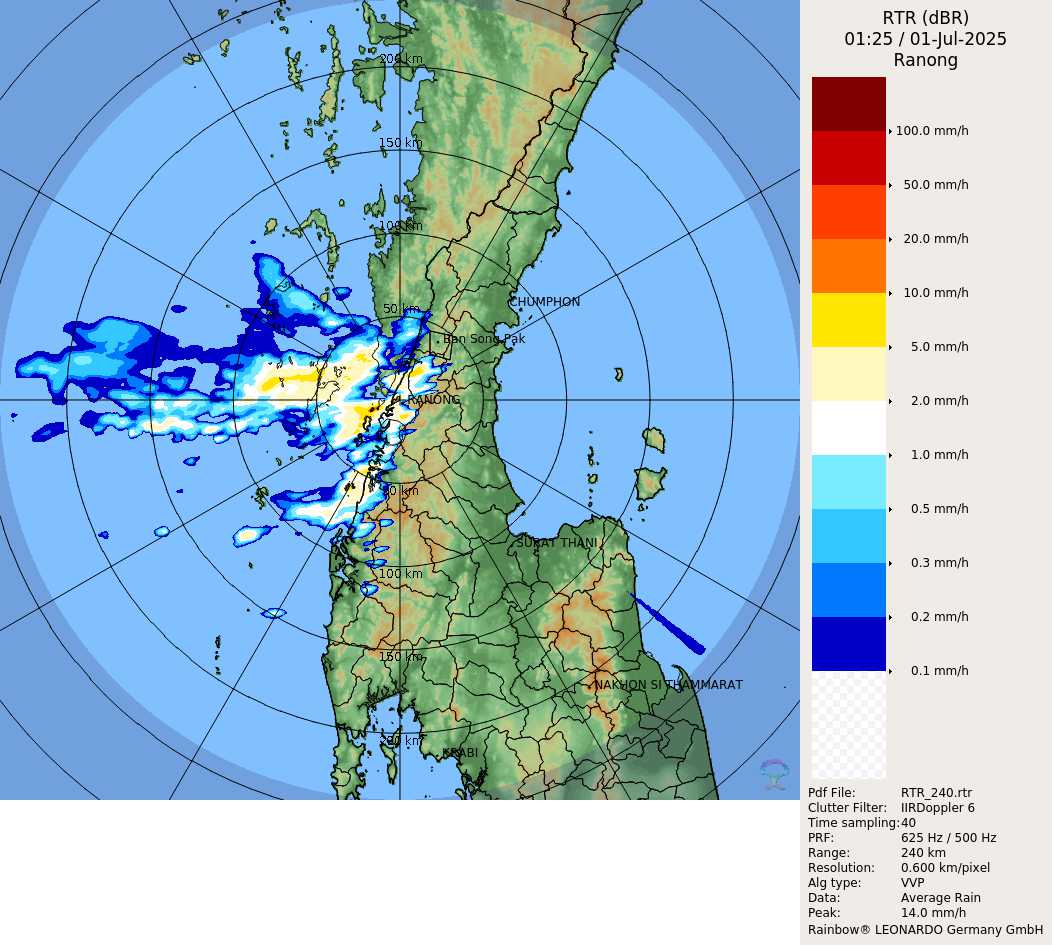 RTR (dBR)
01:25 / 01-Jul-2025
Ranong
100.0 mm/h
50.0 mm/h
20.0 mm/h
10.0 mm/h
5.0 mm/h
2.0 mm/h
1.0 mm/h
0.5 mm/h
0.3 mm/h
0.2 mm/h
0.1 mm/h
Pdf File: RTR_240.rtr
Clutter Filter: IIRDoppler 6
Time sampling: 40
PRF: 625 Hz / 500 Hz
Range: 240 km
Resolution: 0.600 km/pixel
Alg type: VVP
Data: Average Rain
Peak: 14.0 mm/h
Rainbow® LEONARDO Germany GmbH
200 km
150 km
100 km
CHUMPHON
50 km
Ban Song Pak
RANONG
50 km
SURAT THANI
100 km
150 km
NAKHON SI THAMMARAT
200 km
KRABI